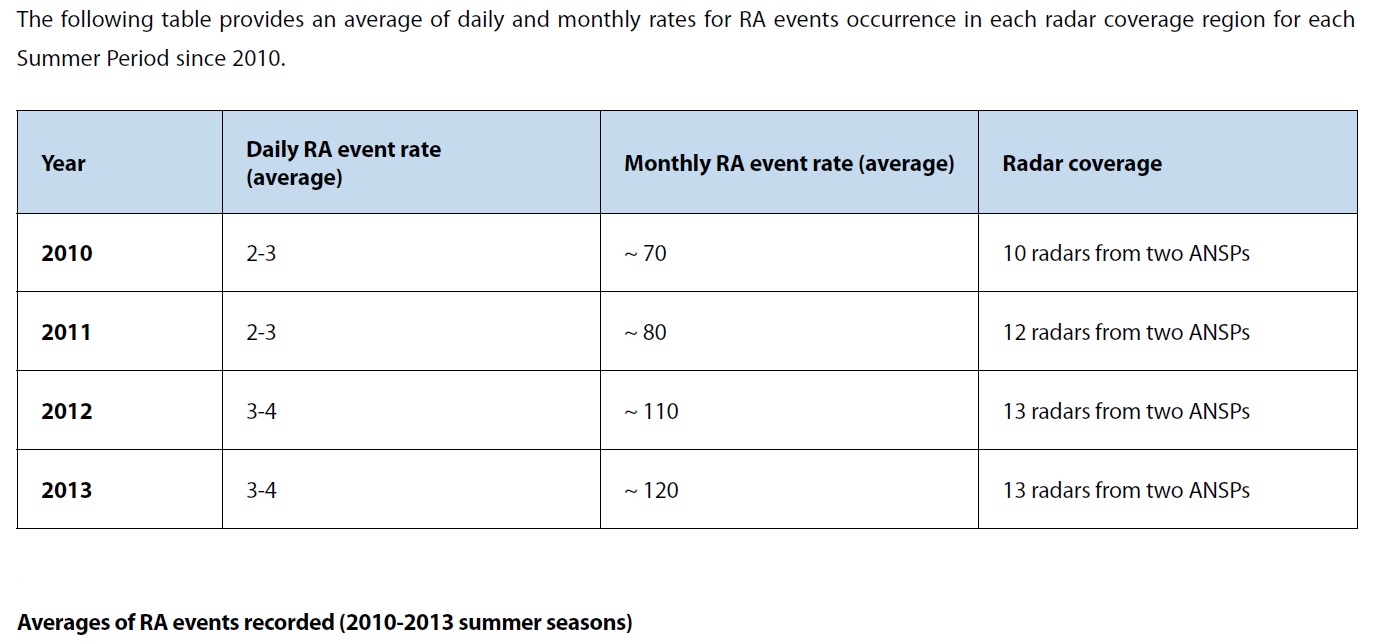 The following table provides an average of daily and monthly rates for RA events occurrence in each radar coverage region for each
Summer Period since 2010.
Year
Daily RA event rate
(average)
Monthly RA event rate (average)
Radar coverage
2010
2-3
~ 70
10 radars from two ANSPs
2011
2-3
~ 80
12 radars from two ANSPs
2012
3-4
~ 110
13 radars from two ANSPs
2013
3-4
~ 120
13 radars from two ANSPs
Averages of RA events recorded (2010-2013 summer seasons)